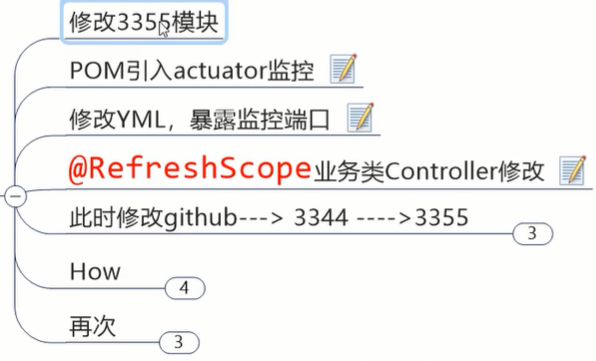 修改3355模块
POM引入actuator监控
修改YML，暴露监控端口
@RefreshScope业务类Controller修改
此时修改github---> 3344 ---->3355
3
How
4
再次
3